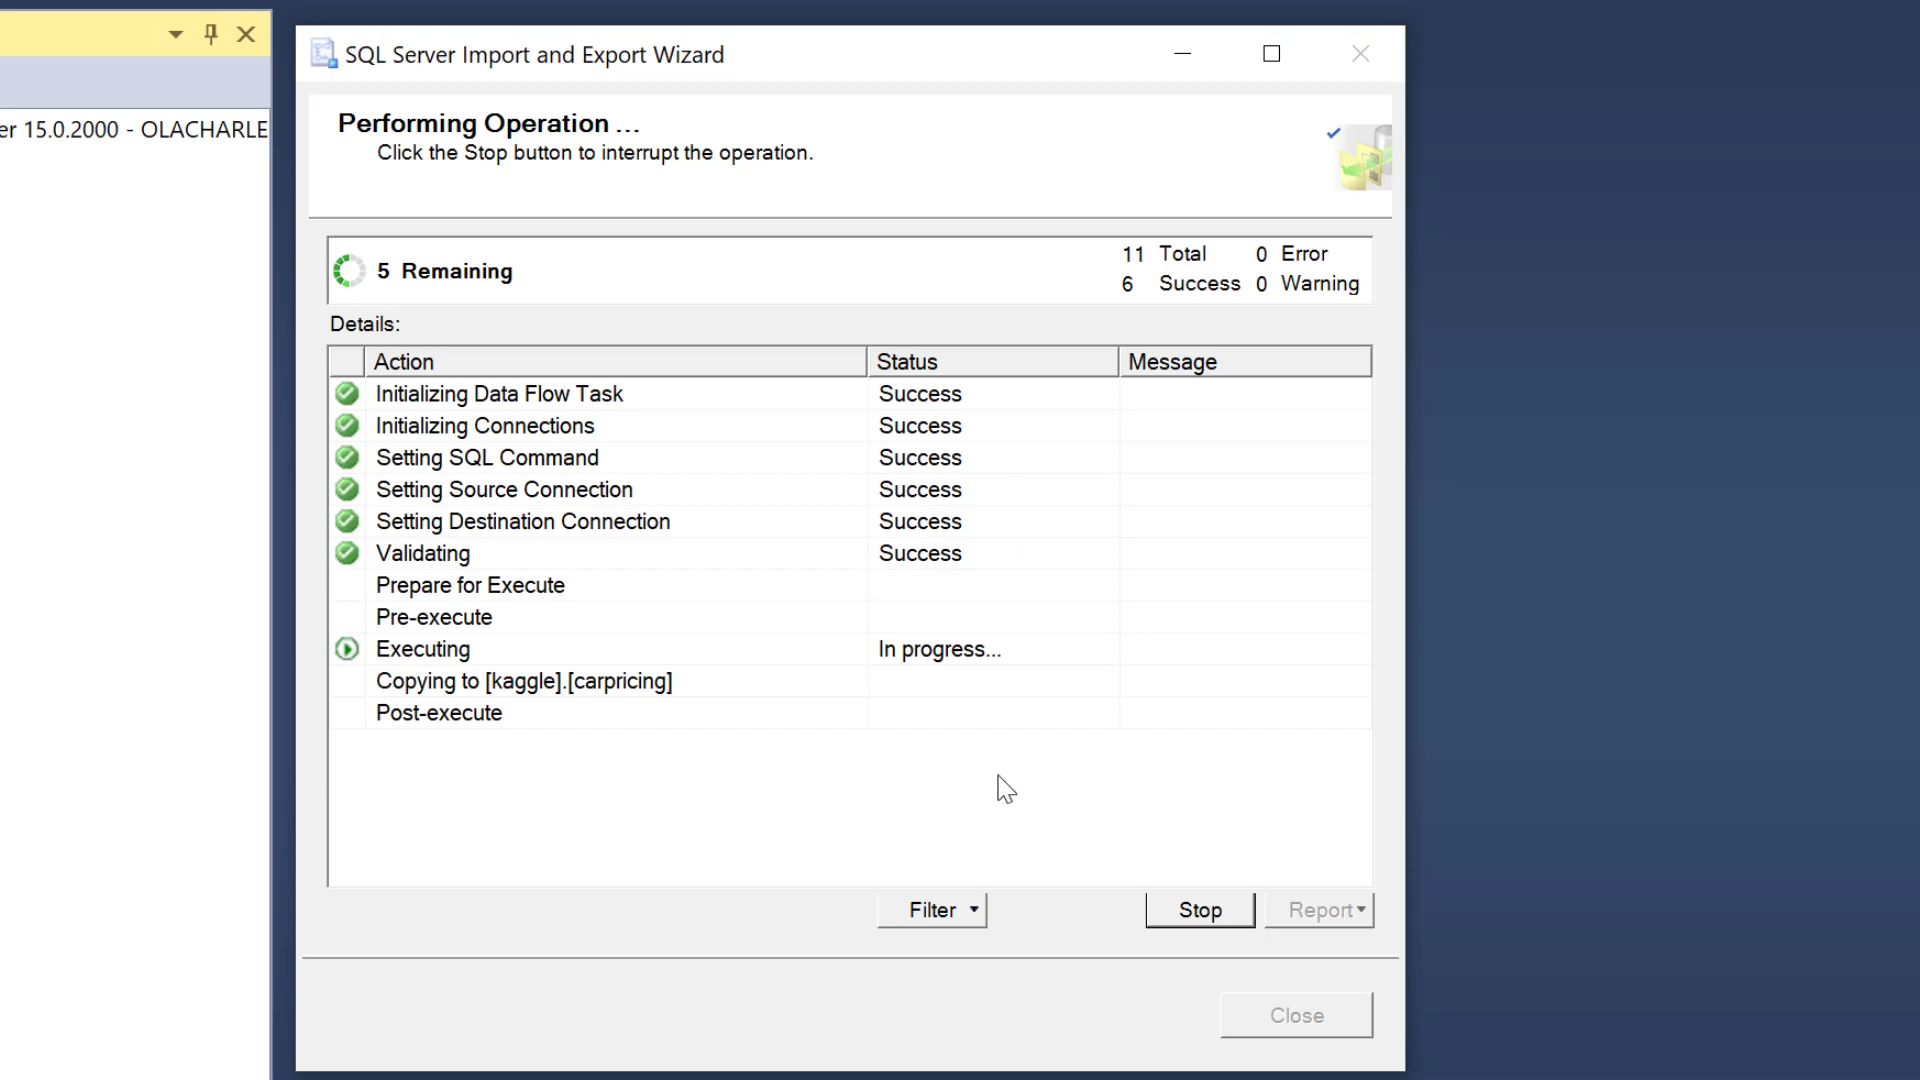 er 15.0.2000 - OLACHARLE
SQL Server Import and Export Wizard
Performing Operation ...
Click the Stop button to interrupt the operation.
5 Remaining
11 Total 0 Error
6 Success 0 Warning
Details:
Action Status Message
Initializing Data Flow Task Success
Initializing Connections Success
Setting SQL Command Success
Setting Source Connection Success
Setting Destination Connection Success
Validating Success
Prepare for Execute
Pre-execute
Executing In progress...
Copying to [kaggle].[carpricing]
Post-execute
Filter Stop Report
Close